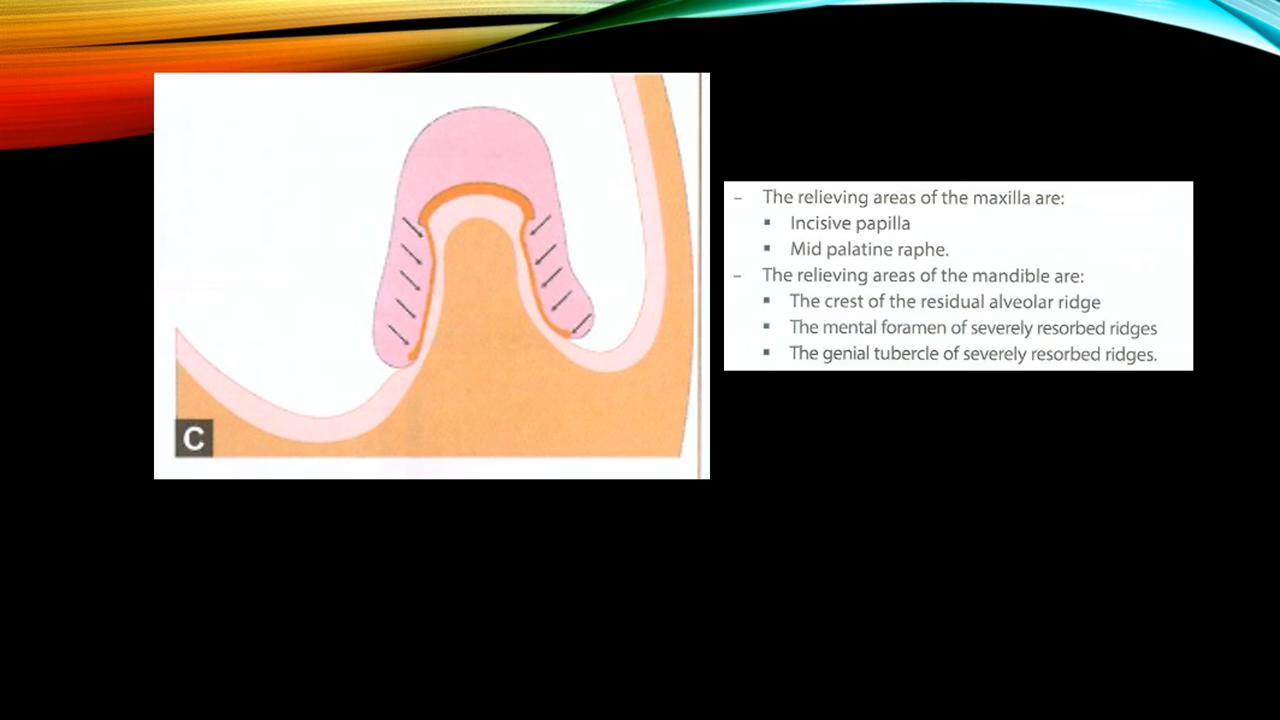 C
– The relieving areas of the maxilla are:
▪ Incisive papilla
▪ Mid palatine raphe.
– The relieving areas of the mandible are:
▪ The crest of the residual alveolar ridge
▪ The mental foramen of severely resorbed ridges
▪ The genial tubercle of severely resorbed ridges.